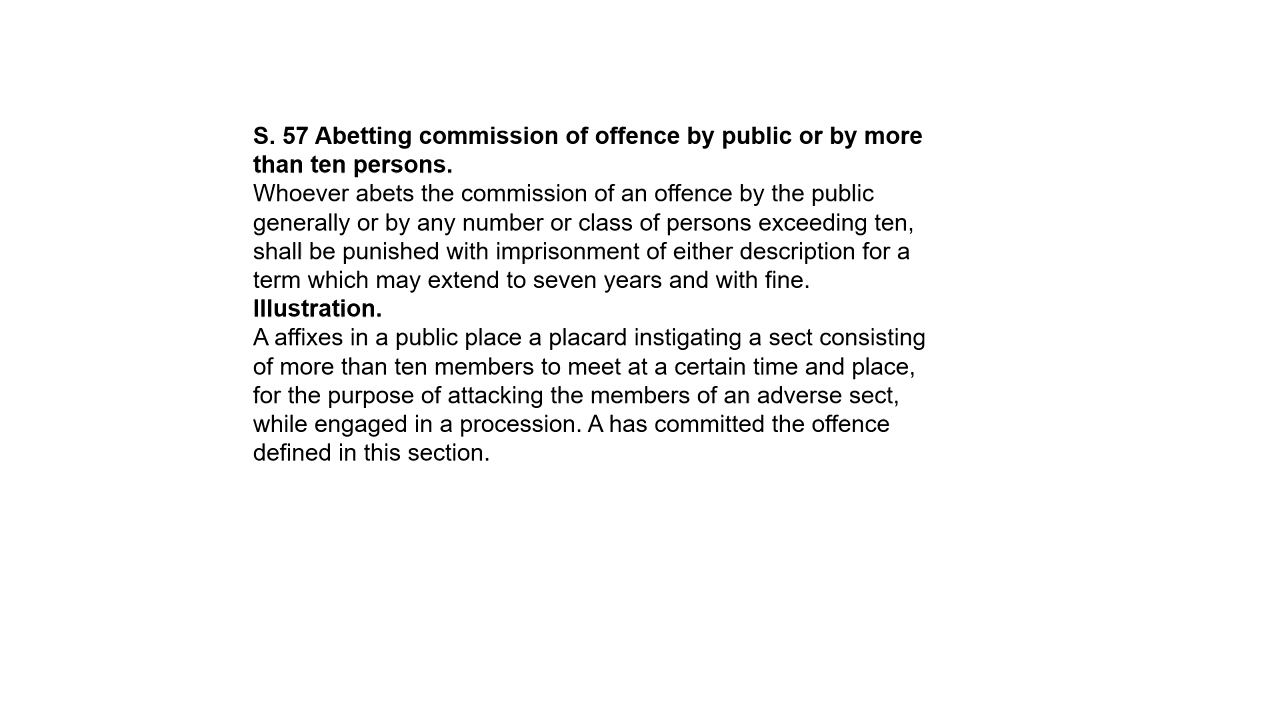 S. 57 Abetting commission of offence by public or by more
than ten persons.
Whoever abets the commission of an offence by the public
generally or by any number or class of persons exceeding ten,
shall be punished with imprisonment of either description for a
term which may extend to seven years and with fine.
Illustration.
A affixes in a public place a placard instigating a sect consisting
of more than ten members to meet at a certain time and place,
for the purpose of attacking the members of an adverse sect,
while engaged in a procession. A has committed the offence
defined in this section.